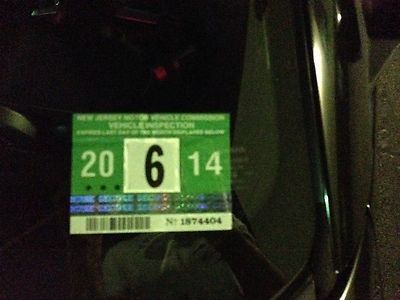 NEW JERSEY MOTOR VEHICLE COMMISSION
VEHICLE INSPECTION
EXPIRES LAST DAY OF THE MONTH DISPLAYED BELOW
20 6 14
No 1874404